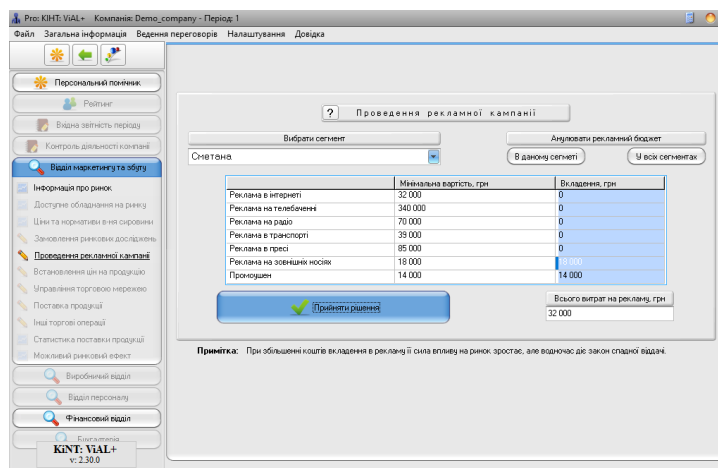 Pro: КІНТ: ViAL+ Компанія: Demo_company - Період: 1
Файл Загальна інформація Ведення переговорів Налаштування Довідка
Персональний помічник
Рейтинг
Вхідна звітність періоду
Контроль діяльності компанії
Відділ маркетингу та збуту
Інформація про ринок
Доступне обладнання на ринку
Ціни та нормативи в-ня сировини
Замовлення ринкових досліджень
Проведення рекламної кампанії
Встановлення цін на продукцію
Управління торговою мережею
Поставка продукції
Інші торгові операції
Статистика поставки продукції
Можливий ринковий ефект
Виробничий відділ
Відділ персоналу
Фінансовий відділ
Бухгалтерія
KiNT: ViAL+
v: 2.30.0
? Проведення рекламної кампанії
Вибрати сегмент
Сметана
Анулювати рекламний бюджет
В даному сегметі У всіх сегментах
Мінімальна вартість, грн Вкладення, грн
Реклама в інтернеті 32 000 0
Реклама на телебаченні 340 000 0
Реклама на радіо 70 000 0
Реклама в транспорті 39 000 0
Реклама в пресі 85 000 0
Реклама на зовнішніх носіях 18 000 18 000
Промоушен 14 000 14 000
Прийняти рішення
Всього витрат на рекламу, грн
32 000
Примітка: При збільшенні коштів вкладення в рекламу її сила впливу на ринок зростає, але водночас діє закон спадної віддачі.